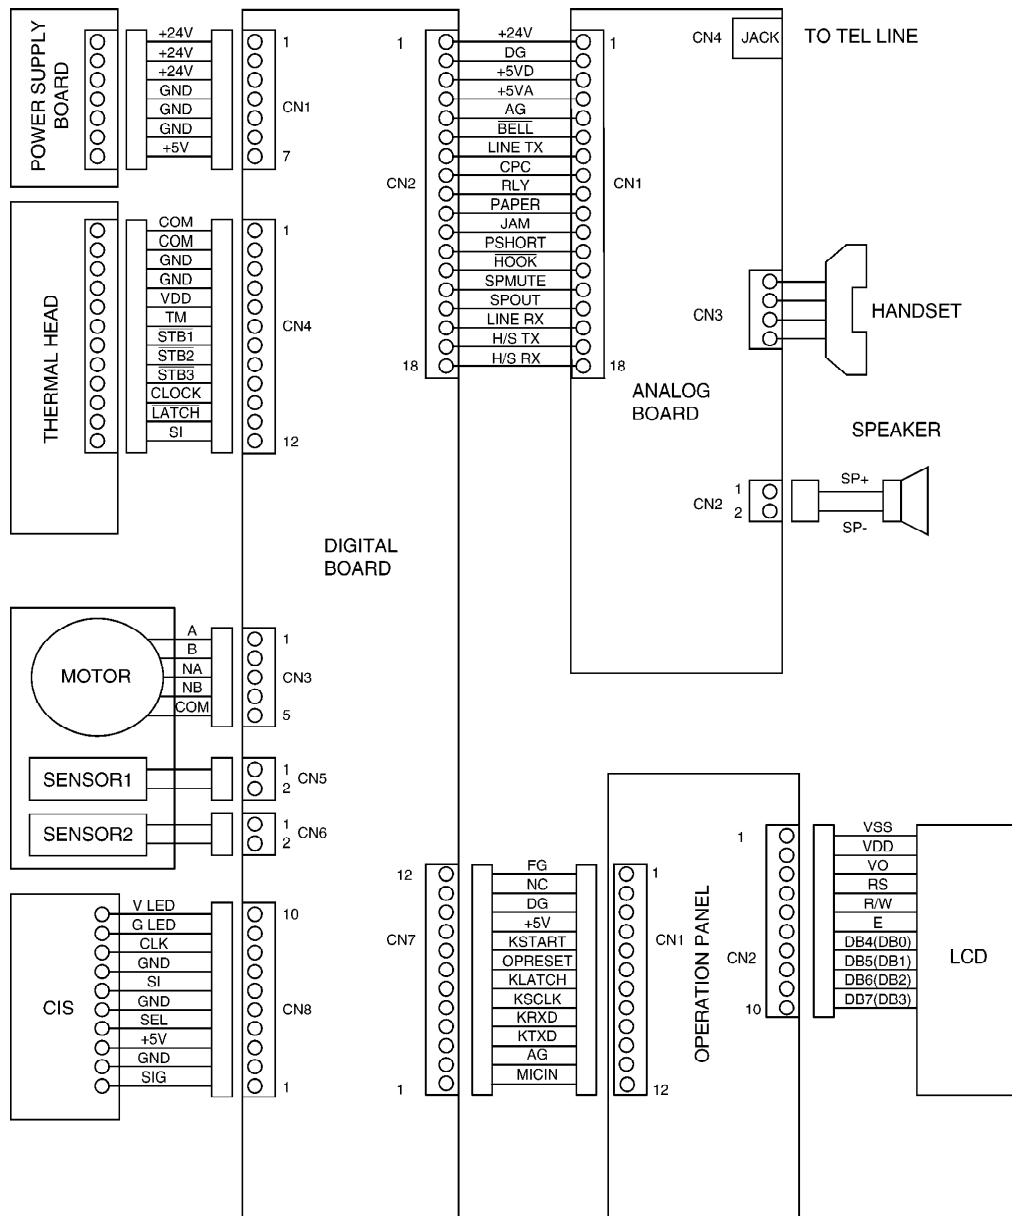 POWER SUPPLY
BOARD
+24V
+24V
+24V
GND
GND
GND
+5V
1
CN1
7
THERMAL HEAD
COM
COM
GND
GND
VDD
TM
STB1
STB2
STB3
CLOCK
LATCH
SI
1
CN4
12
DIGITAL
BOARD
MOTOR
A
B
NA
NB
COM
1
CN3
5
SENSOR1
1
2
CN5
SENSOR2
1
2
CN6
CIS
V LED
G LED
CLK
GND
SI
GND
SEL
+5V
GND
SIG
10
CN8
1
1
CN2
18
+24V
DG
+5VD
+5VA
AG
BELL
LINE TX
CPC
RLY
PAPER
JAM
PSHORT
HOOK
SPMUTE
SPOUT
LINE RX
H/S TX
H/S RX
1
CN1
18
ANALOG
BOARD
CN4
JACK
TO TEL LINE
CN3
HANDSET
SPEAKER
CN2
1
2
SP+
SP-
12
CN7
1
FG
NC
DG
+5V
KSTART
OPRESET
KLATCH
KSCLK
KRXD
KTXD
AG
MICIN
1
CN1
12
OPERATION PANEL
1
CN2
10
VSS
VDD
VO
RS
R/W
E
DB4(DB0)
DB5(DB1)
DB6(DB2)
DB7(DB3)
LCD